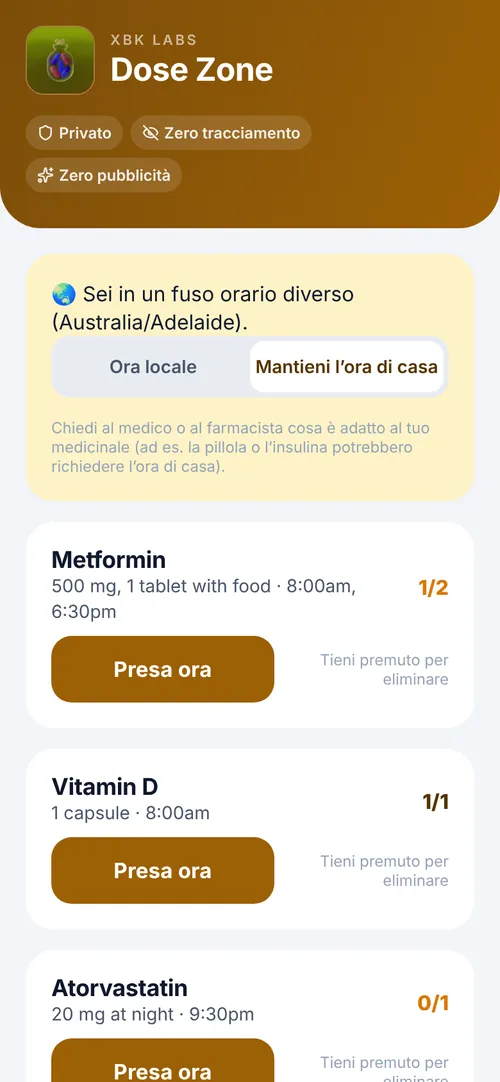 XBK LABS
Dose Zone
Privato
Zero tracciamento
Zero pubblicità
🌏 Sei in un fuso orario diverso
(Australia/Adelaide).
Ora locale
Mantieni l’ora di casa
Chiedi al medico o al farmacista cosa è adatto al tuo
medicinale (ad es. la pillola o l’insulina potrebbero
richiedere l’ora di casa).
Metformin
500 mg, 1 tablet with food · 8:00am,
6:30pm
1/2
Presa ora
Tieni premuto per
eliminare
Vitamin D
1 capsule · 8:00am
1/1
Presa ora
Tieni premuto per
eliminare
Atorvastatin
20 mg at night · 9:30pm
0/1
Presa ora
Tieni premuto per
eliminare